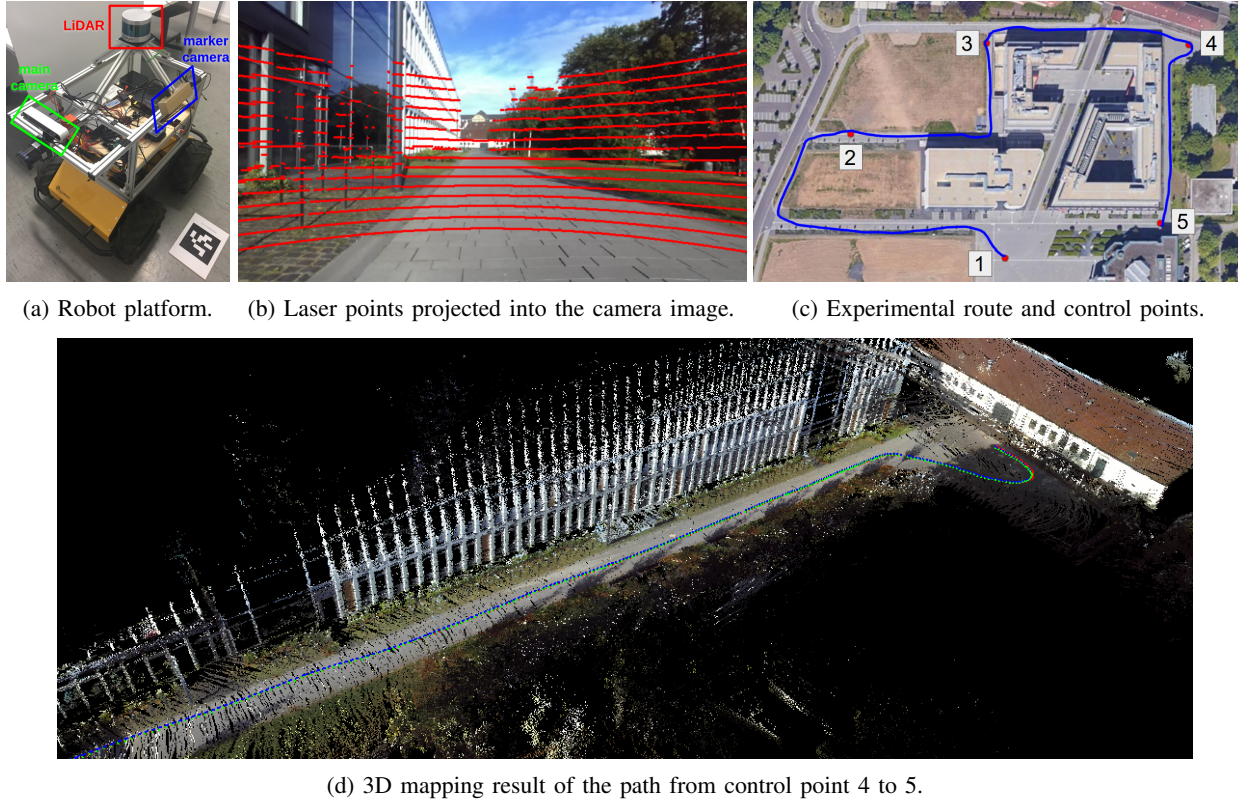 LiDAR
marker
camera
main
camera
3
4
2
5
1
(a) Robot platform.
(b) Laser points projected into the camera image.
(c) Experimental route and control points.
(d) 3D mapping result of the path from control point 4 to 5.